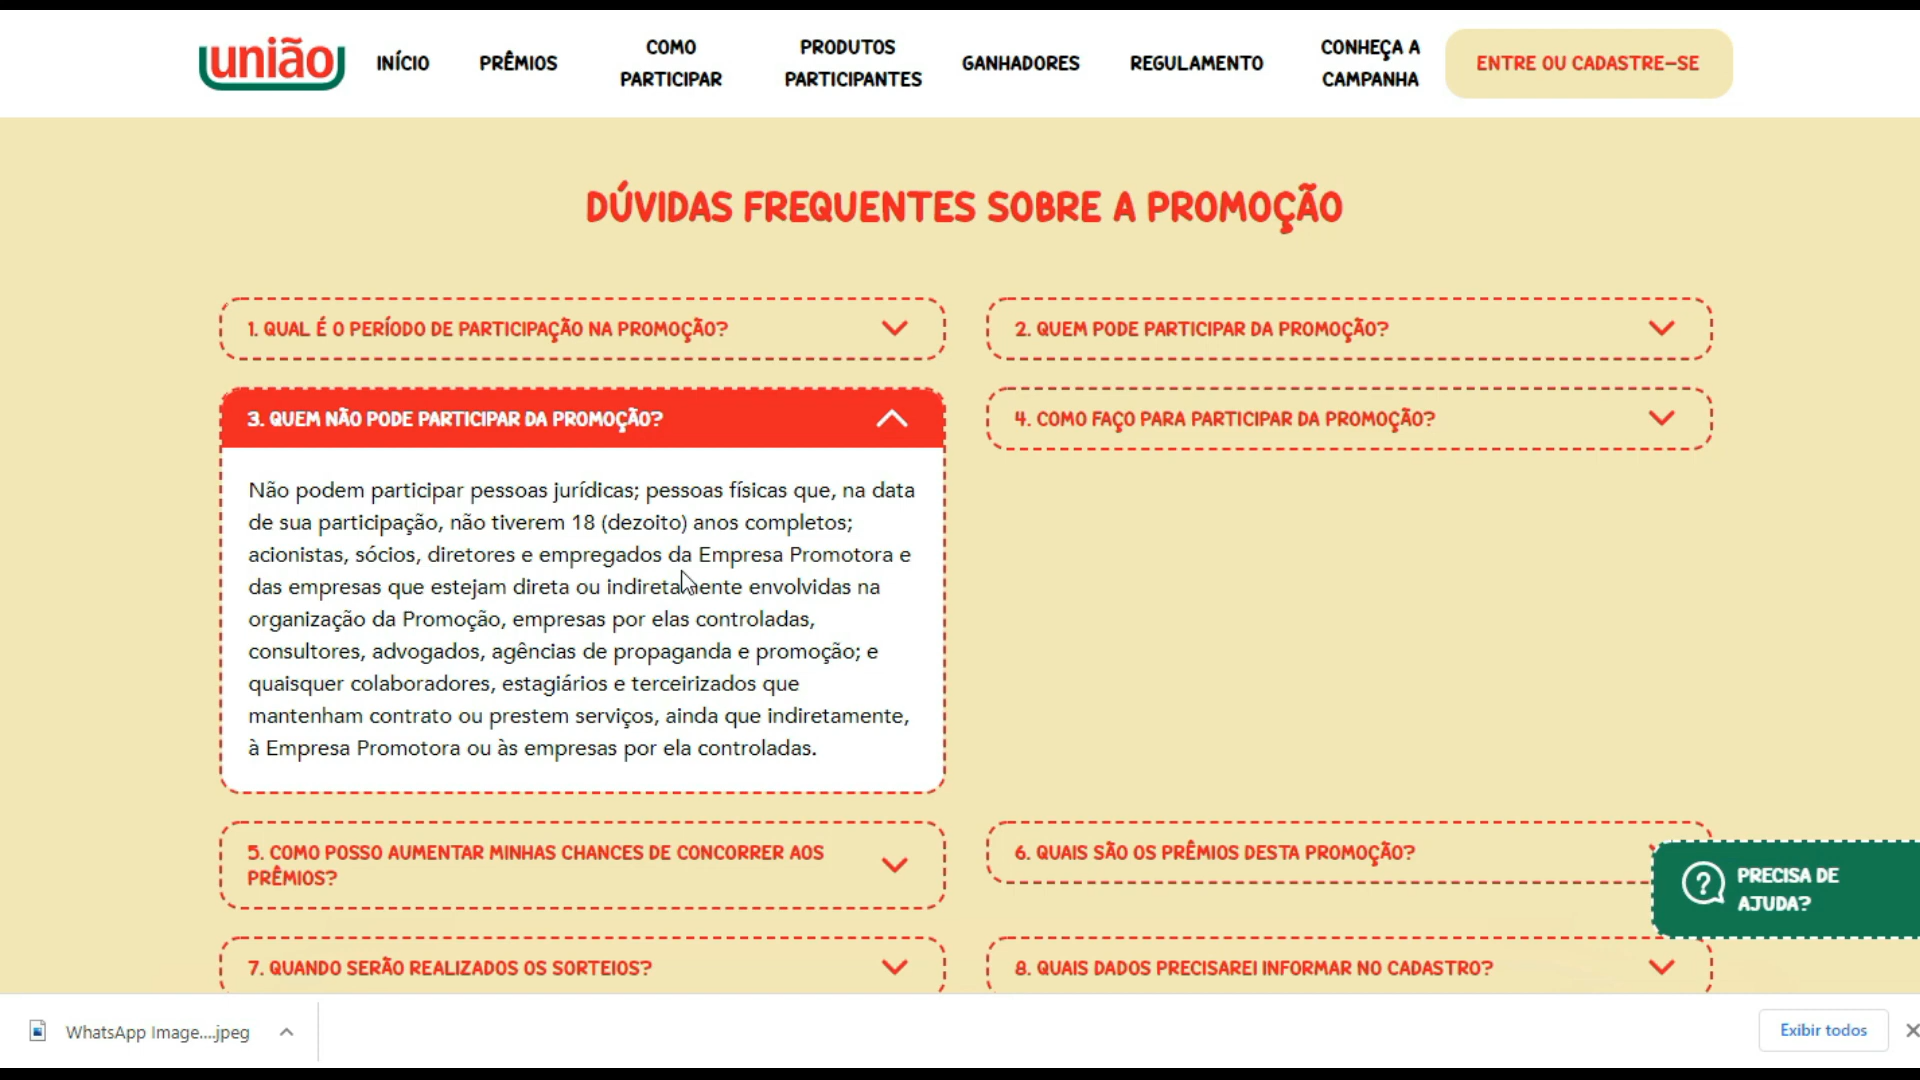 união
INÍCIO
PRÊMIOS
COMO
PARTICIPAR
PRODUTOS
PARTICIPANTES
GANHADORES
REGULAMENTO
CONHEÇA A
CAMPANHA
ENTRE OU CADASTRE-SE
DÚVIDAS FREQUENTES SOBRE A PROMOÇÃO
1. QUAL É O PERÍODO DE PARTICIPAÇÃO NA PROMOÇÃO?
2. QUEM PODE PARTICIPAR DA PROMOÇÃO?
3. QUEM NÃO PODE PARTICIPAR DA PROMOÇÃO?
Não podem participar pessoas jurídicas; pessoas físicas que, na data
de sua participação, não tiverem 18 (dezoito) anos completos;
acionistas, sócios, diretores e empregados da Empresa Promotora e
das empresas que estejam direta ou indiretamente envolvidas na
organização da Promoção, empresas por elas controladas,
consultores, advogados, agências de propaganda e promoção; e
quaisquer colaboradores, estagiários e terceirizados que
mantenham contrato ou prestem serviços, ainda que indiretamente,
à Empresa Promotora ou às empresas por ela controladas.
4. COMO FAÇO PARA PARTICIPAR DA PROMOÇÃO?
5. COMO POSSO AUMENTAR MINHAS CHANCES DE CONCORRER AOS
PRÊMIOS?
6. QUAIS SÃO OS PRÊMIOS DESTA PROMOÇÃO?
7. QUANDO SERÃO REALIZADOS OS SORTEIOS?
8. QUAIS DADOS PRECISAREI INFORMAR NO CADASTRO?
PRECISA DE
AJUDA?
WhatsApp Image....jpeg
Exibir todos